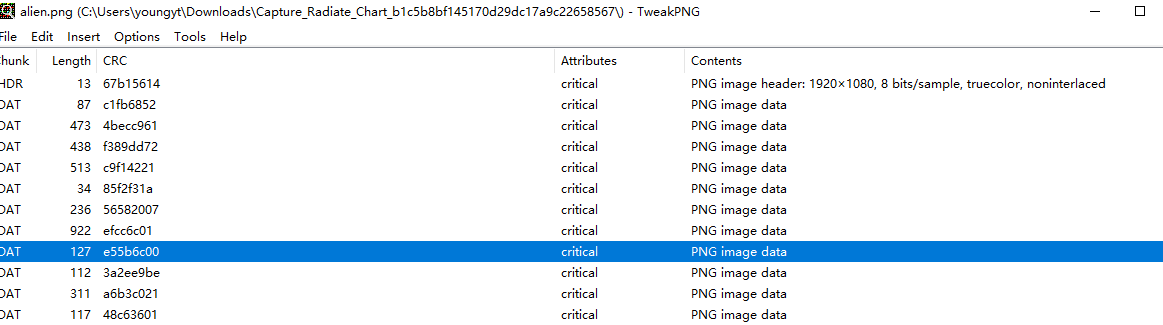 alien.png (C:\Users\youngyt\Downloads\Capture_Radiate_Chart_b1c5b8bf145170d29dc17a9c22658567\) - TweakPNG
File Edit Insert Options Tools Help
Chunk Length CRC Attributes Contents
HDR 13 67b15614 critical PNG image header: 1920×1080, 8 bits/sample, truecolor, noninterlaced
DAT 87 c1fb6852 critical PNG image data
DAT 473 4becc961 critical PNG image data
DAT 438 f389dd72 critical PNG image data
DAT 513 c9f14221 critical PNG image data
DAT 34 85f2f31a critical PNG image data
DAT 236 56582007 critical PNG image data
DAT 922 efcc6c01 critical PNG image data
DAT 127 e55b6c00 critical PNG image data
DAT 112 3a2ee9be critical PNG image data
DAT 311 a6b3c021 critical PNG image data
DAT 117 48c63601 critical PNG image data